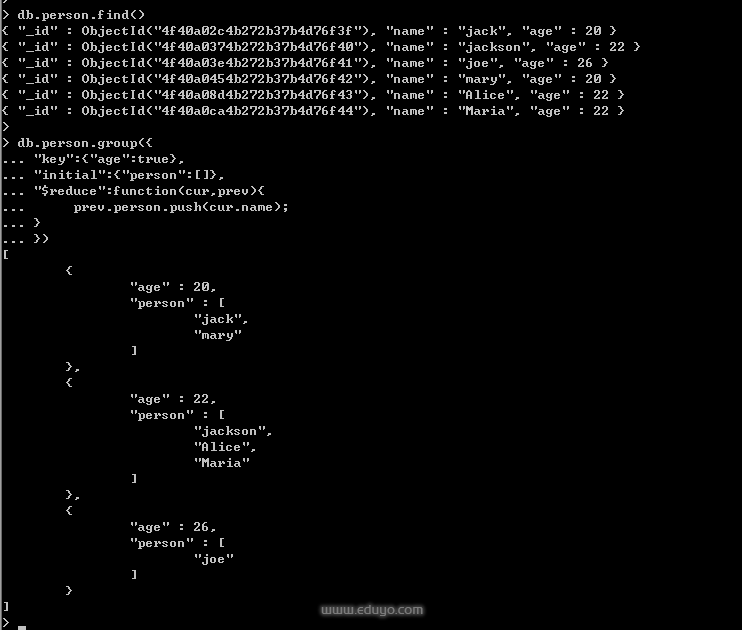 > db.person.find()
{ "_id" : ObjectId("4f40a02c4b272b37b4d76f3f"), "name" : "jack", "age" : 20 }
{ "_id" : ObjectId("4f40a0374b272b37b4d76f40"), "name" : "jackson", "age" : 22 }
{ "_id" : ObjectId("4f40a03e4b272b37b4d76f41"), "name" : "joe", "age" : 26 }
{ "_id" : ObjectId("4f40a0454b272b37b4d76f42"), "name" : "mary", "age" : 20 }
{ "_id" : ObjectId("4f40a08d4b272b37b4d76f43"), "name" : "Alice", "age" : 22 }
{ "_id" : ObjectId("4f40a0ca4b272b37b4d76f44"), "name" : "Maria", "age" : 22 }
>
> db.person.group({
... "key":{"age":true},
... "initial":{"person":[]},
... "$reduce":function(cur,prev){
...      prev.person.push(cur.name);
... }
... })
[
        {
                "age" : 20,
                "person" : [
                        "jack",
                        "mary"
                ]
        },
        {
                "age" : 22,
                "person" : [
                        "jackson",
                        "Alice",
                        "Maria"
                ]
        },
        {
                "age" : 26,
                "person" : [
                        "joe"
                ]
        }
]
www.eduyo.com
>